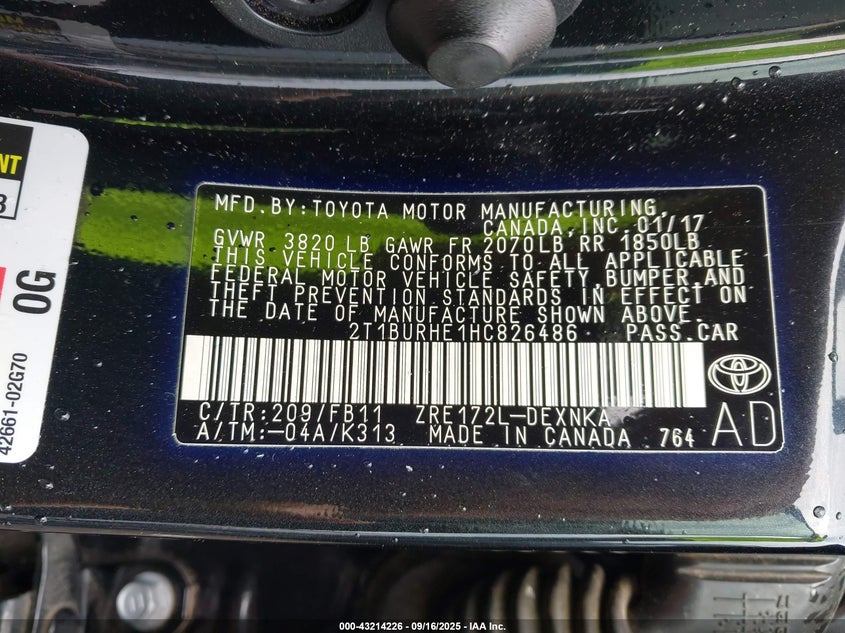 MFD.BY:TOYOTA MOTOR MANUFACTURING,
CANADA,INC. 01/17
GVWR 3820 LB GAWR FR 2070LB RR 1850LB
THIS VEHICLE CONFORMS TO ALL APPLICABLE
FEDERAL MOTOR VEHICLE SAFETY,BUMPER,AND
THEFT PREVENTION STANDARDS IN EFFECT ON
THE DATE OF MANUFACTURE SHOWN ABOVE.
2T1BURHE1HC826486 PASS.CAR
C/TR:209/FB11 ZRE172L-DEXNKA
A/TM:-04A/K313 MADE IN CANADA 764
AD
NT
3
0G
42661-02G70
000-43214226 - 09/16/2025 - IAA Inc.